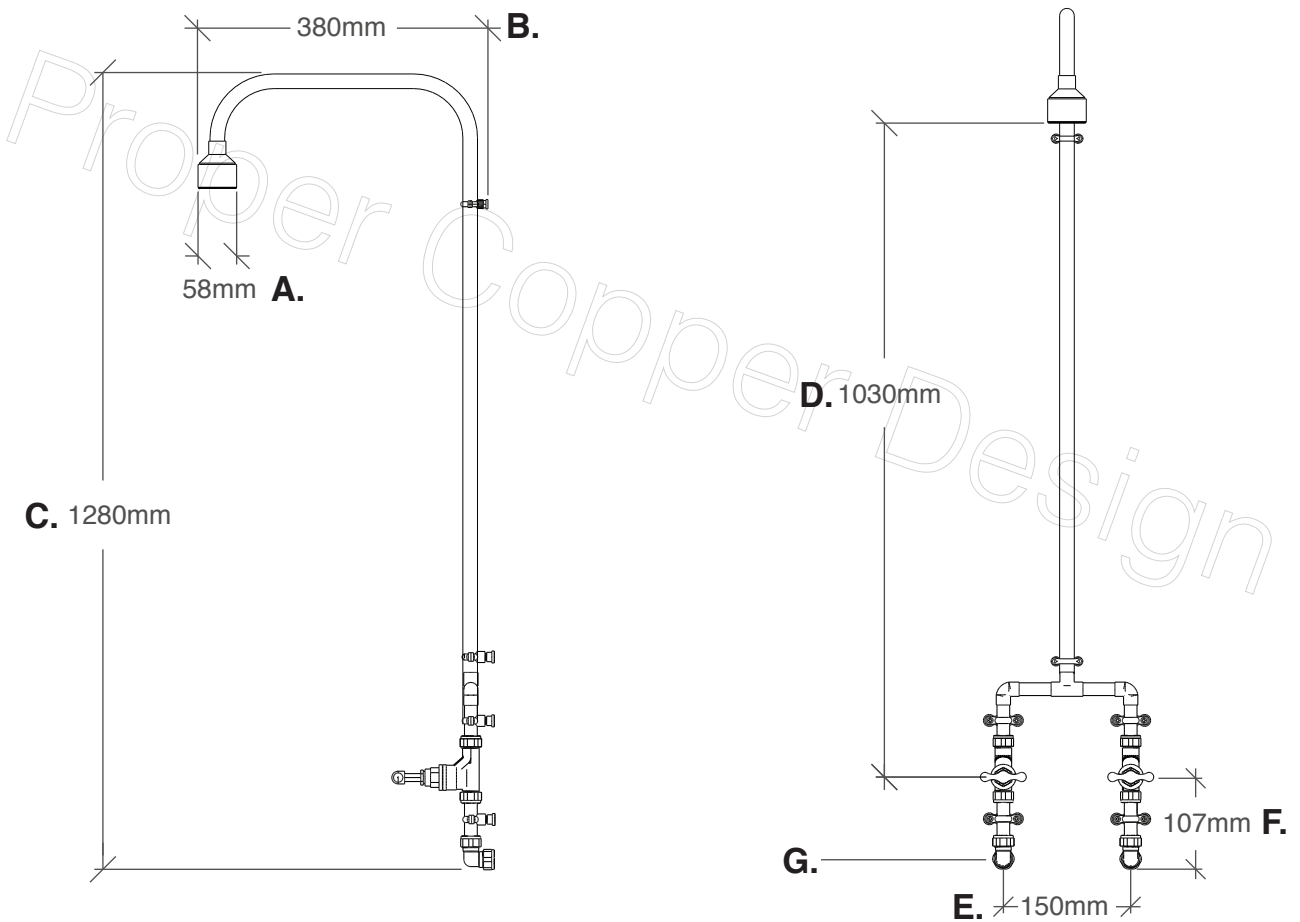 380mm B.
58mm A.
C. 1280mm
D. 1030mm
107mm F.
G.
E. 150mm
Proper Copper Design